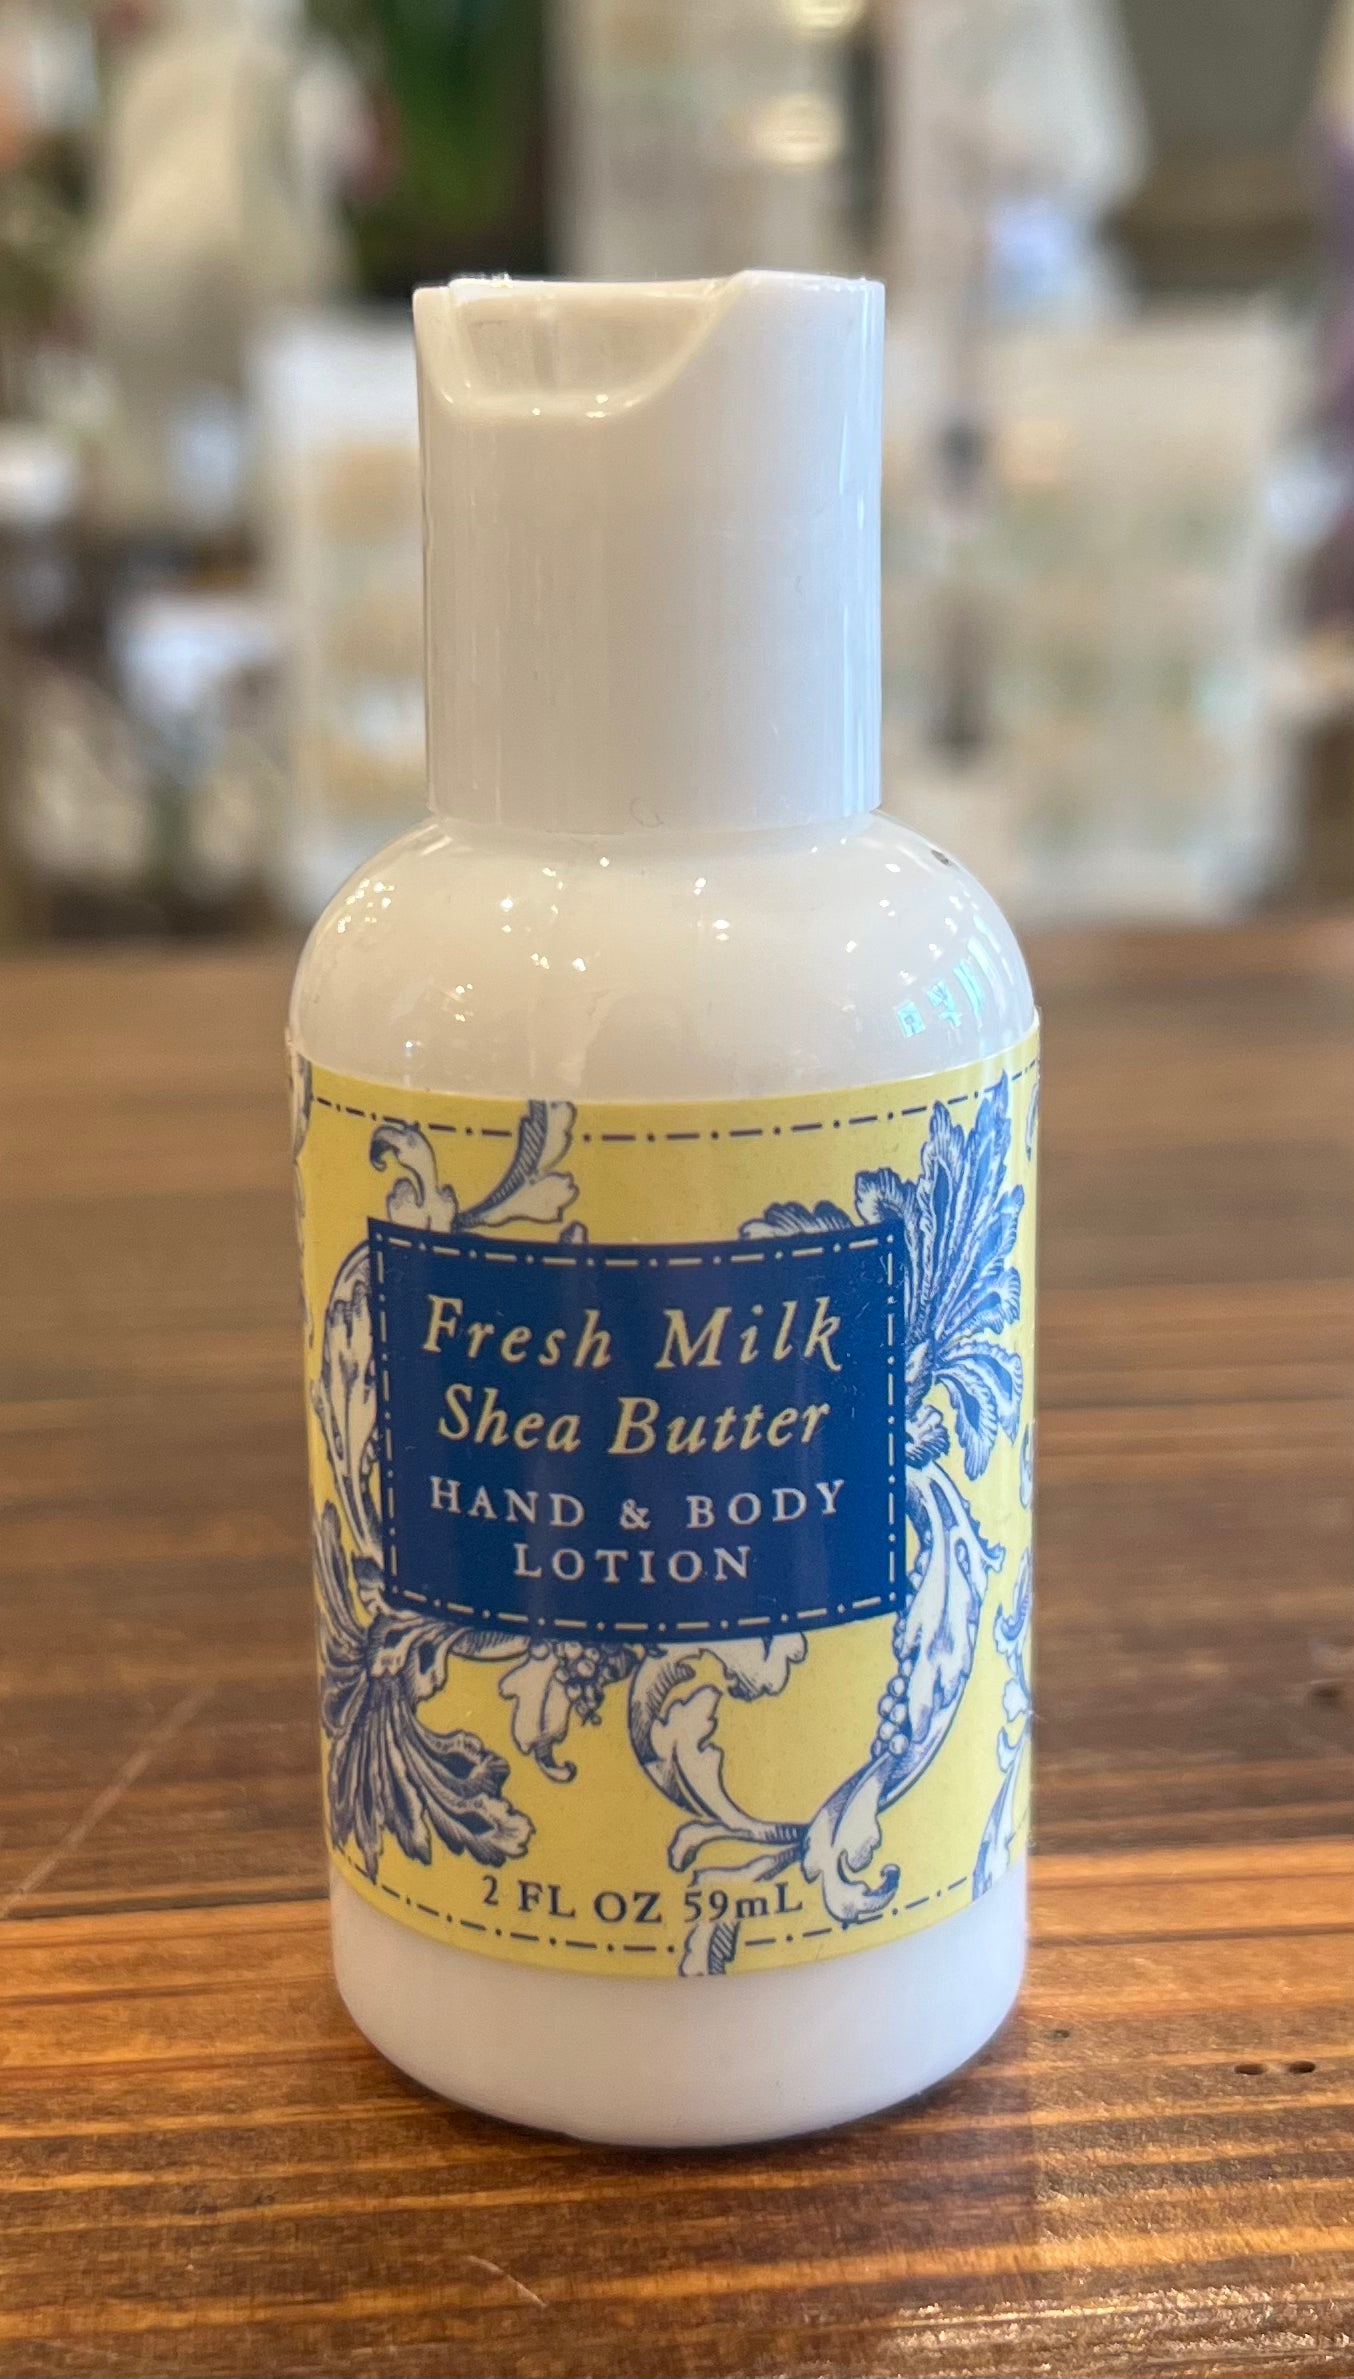 Fresh Milk
Shea Butter
HAND & BODY
LOTION
2 FL OZ 59mL